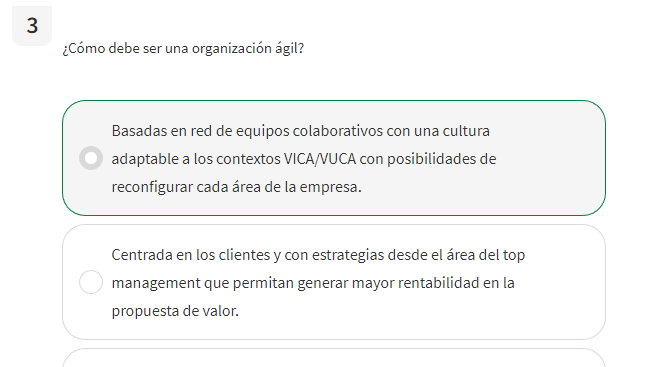 3
¿Cómo debe ser una organización ágil?
Basadas en red de equipos colaborativos con una cultura
adaptable a los contextos VICA/VUCA con posibilidades de
reconfigurar cada área de la empresa.
Centrada en los clientes y con estrategias desde el área del top
management que permitan generar mayor rentabilidad en la
propuesta de valor.